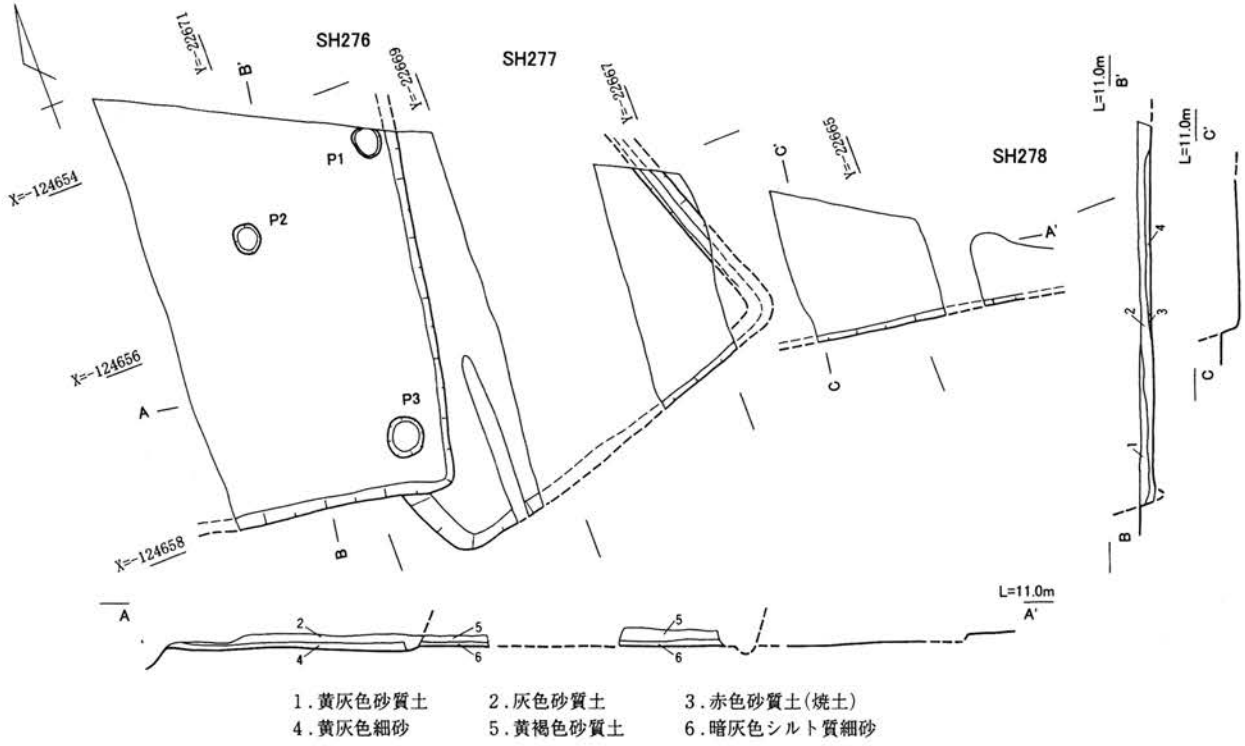 SH276
SH277
SH278
Y=-22671
Y=-22669
Y=-22667
Y=-22665
X=-124654
X=-124656
X=-124658
P1
P2
P3
A
A'
B
B'
C
C'
L=11.0m
B'
L=11.0m
C'
4
2
3
1
C
B
A
L=11.0m
A'
2
5
5
4
6
6
1.黄灰色砂質土 2.灰色砂質土 3.赤色砂質土(焼土)
4.黄灰色細砂 5.黄褐色砂質土 6.暗灰色シルト質細砂